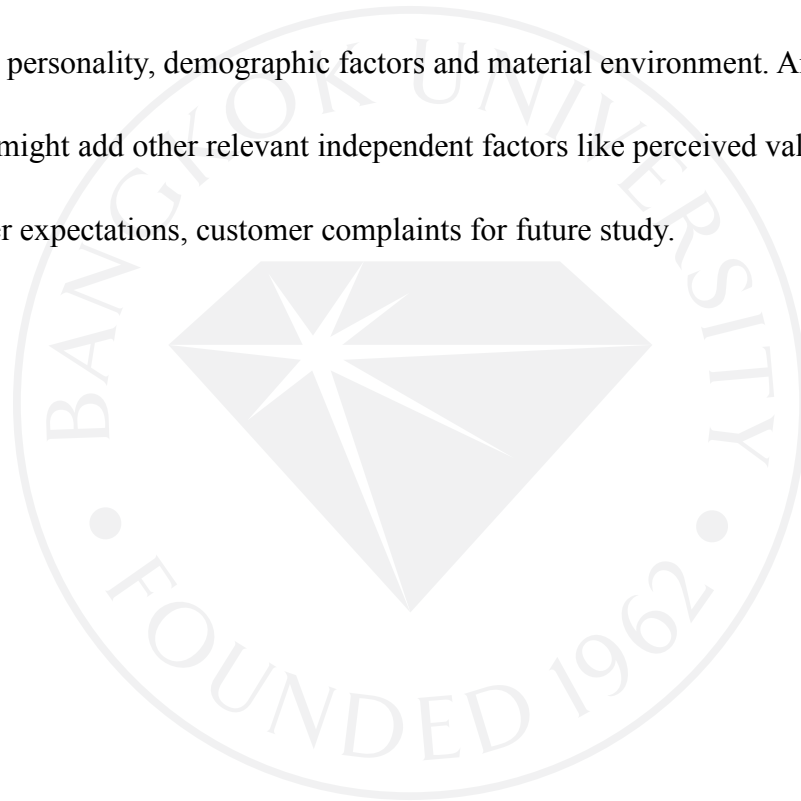 personality, demographic factors and material environment.
might add other relevant independent factors like perceived
expectations, customer complaints for future study.
BANGKOK UNIVERSITY
FOUNDED 1962